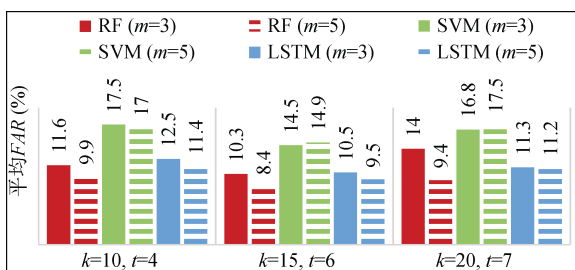 RF (m=3) RF (m=5) SVM (m=3)
SVM (m=5) LSTM (m=3) LSTM (m=5)
平均FAR (%)
11.6 9.9 17.5 17 12.5 11.4
10.3 8.4 14.5 14.9 10.5 9.5
14 9.4 16.8 17.5 11.3 11.2
k=10, t=4 k=15, t=6 k=20, t=7